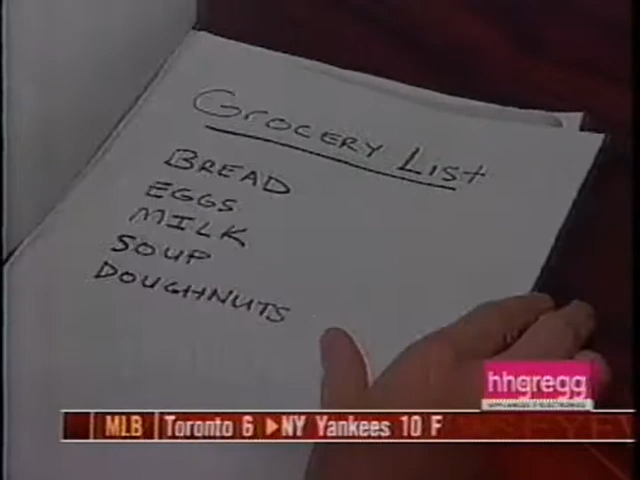 Grocery List
BREAD
EGGS
MILK
SOUP
DOUGHNUTS
hhgregg
MLB Toronto 6 ▶NY Yankees 10 F